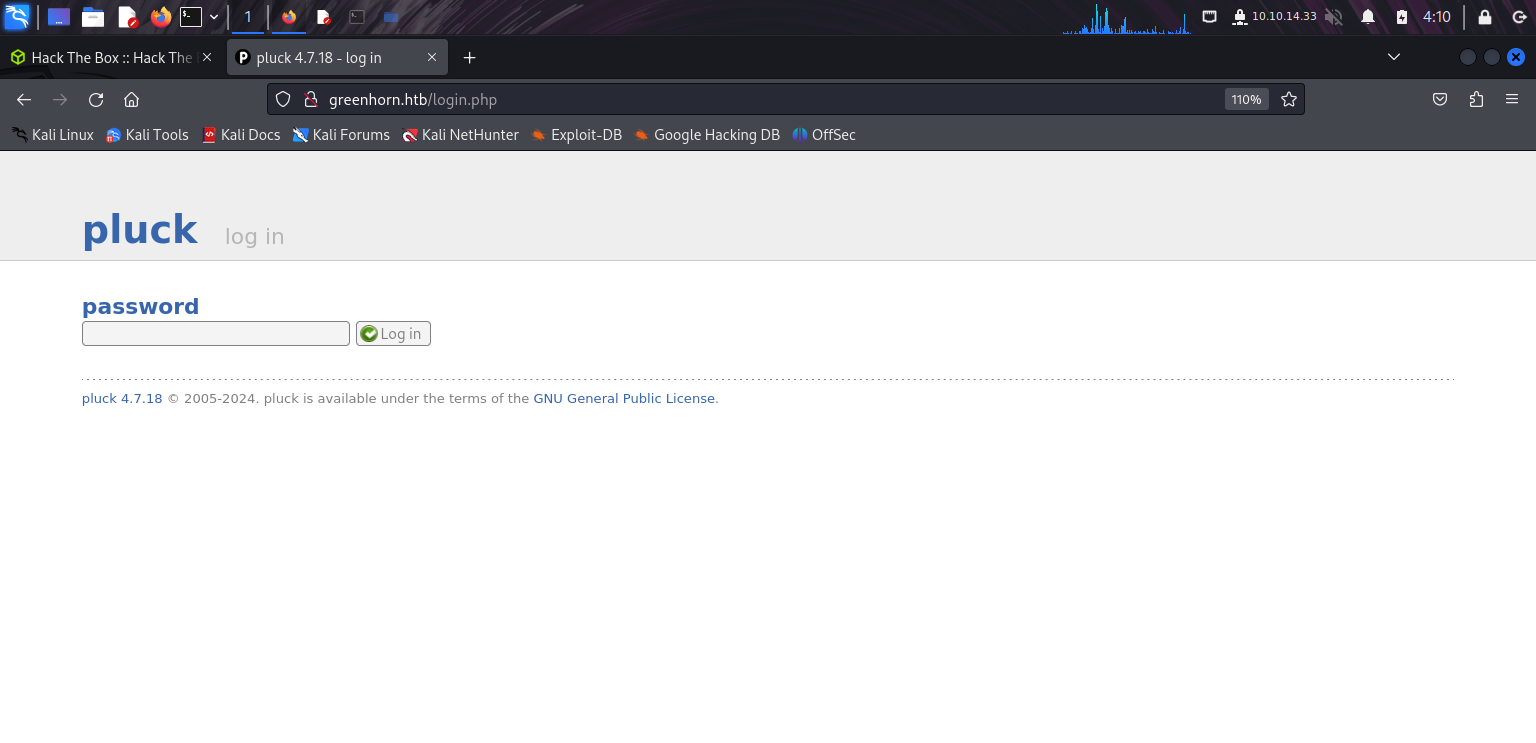 1
10.10.14.33
4:10
Hack The Box :: Hack The
pluck 4.7.18 - log in
greenhorn.htb/login.php
110%
Kali Linux
Kali Tools
Kali Docs
Kali Forums
Kali NetHunter
Exploit-DB
Google Hacking DB
OffSec
pluck log in
password
Log in
pluck 4.7.18 © 2005-2024. pluck is available under the terms of the GNU General Public License.